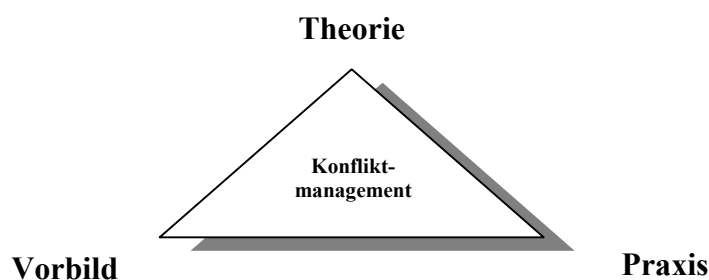 Theorie
Konflikt-
management
Vorbild
Praxis